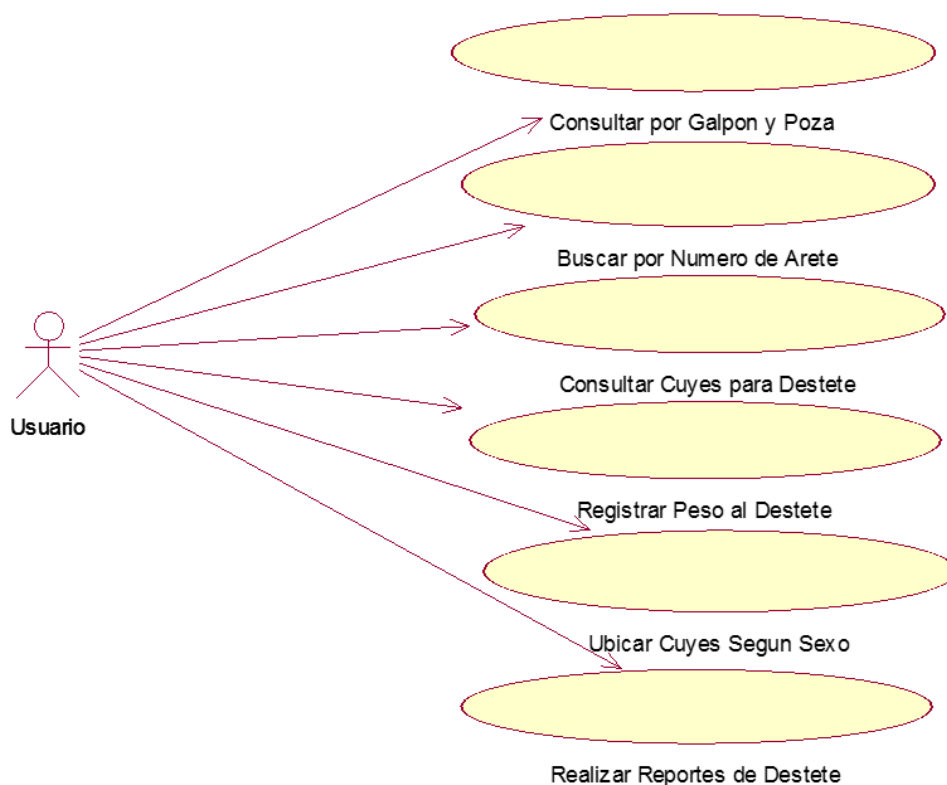 Consultar por Galpon y Poza
Buscar por Numero de Arete
Consultar Cuyes para Destete
Usuario
Registrar Peso al Destete
Ubicar Cuyes Segun Sexo
Realizar Reportes de Destete